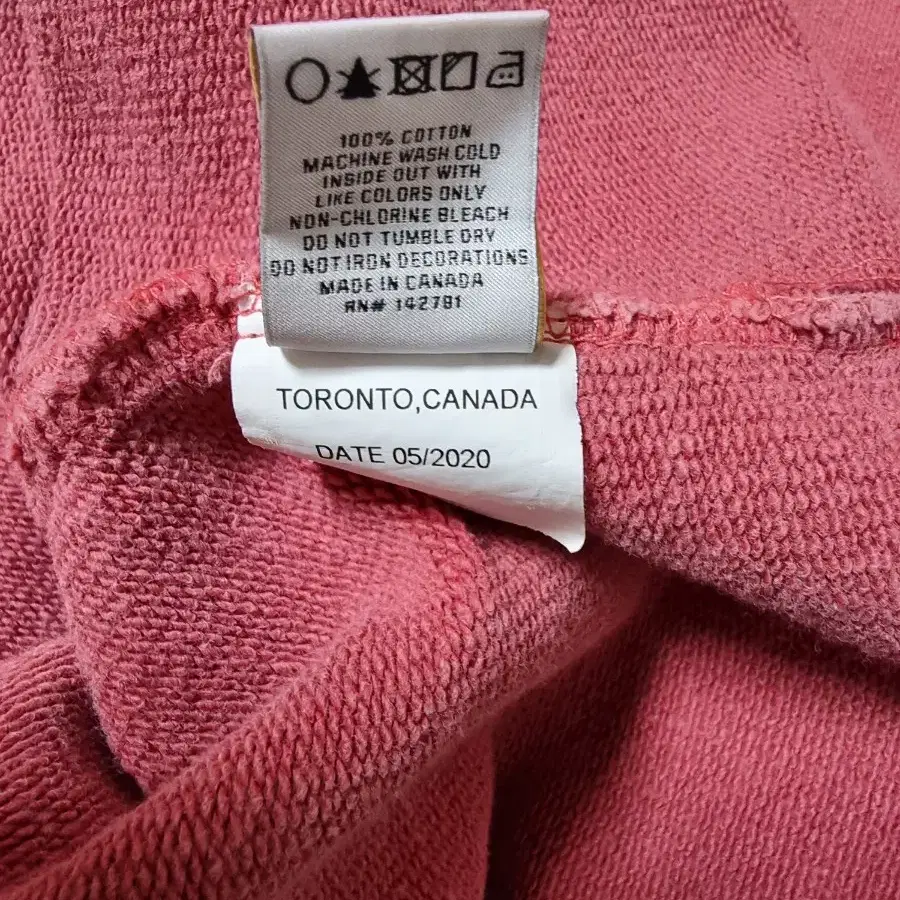 100% COTTON
MACHINE WASH COLD
INSIDE OUT WITH
LIKE COLORS ONLY
NON-CHLORINE BLEACH
DO NOT TUMBLE DRY
DO NOT IRON DECORATIONS
MADE IN CANADA
RN# 142781
TORONTO,CANADA
DATE 05/2020